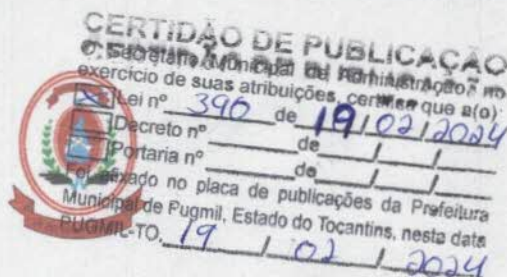 CERTIDÃO DE PUBLICAÇÃO
O Secretário Municipal de Administração, no
exercício de suas atribuições, certifica que a(o):
Lei nº 390 de 19/02/2024
Decreto nº de / /
Portaria nº de / /
Foi afixado no placa de publicações da Prefeitura
Municipal de Pugmil, Estado do Tocantins, nesta data
PUGMIL-TO, 19 / 02 / 2024